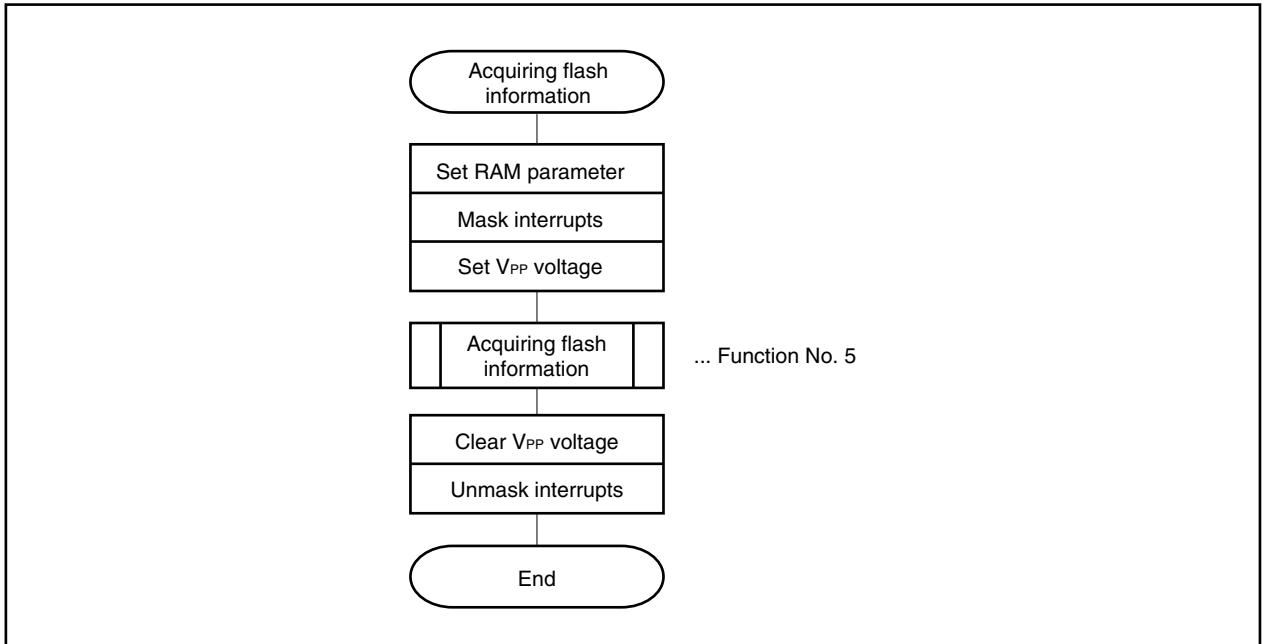 Acquiring flash
information
Set RAM parameter
Mask interrupts
Set VPP voltage
Acquiring flash
information
... Function No. 5
Clear VPP voltage
Unmask interrupts
End